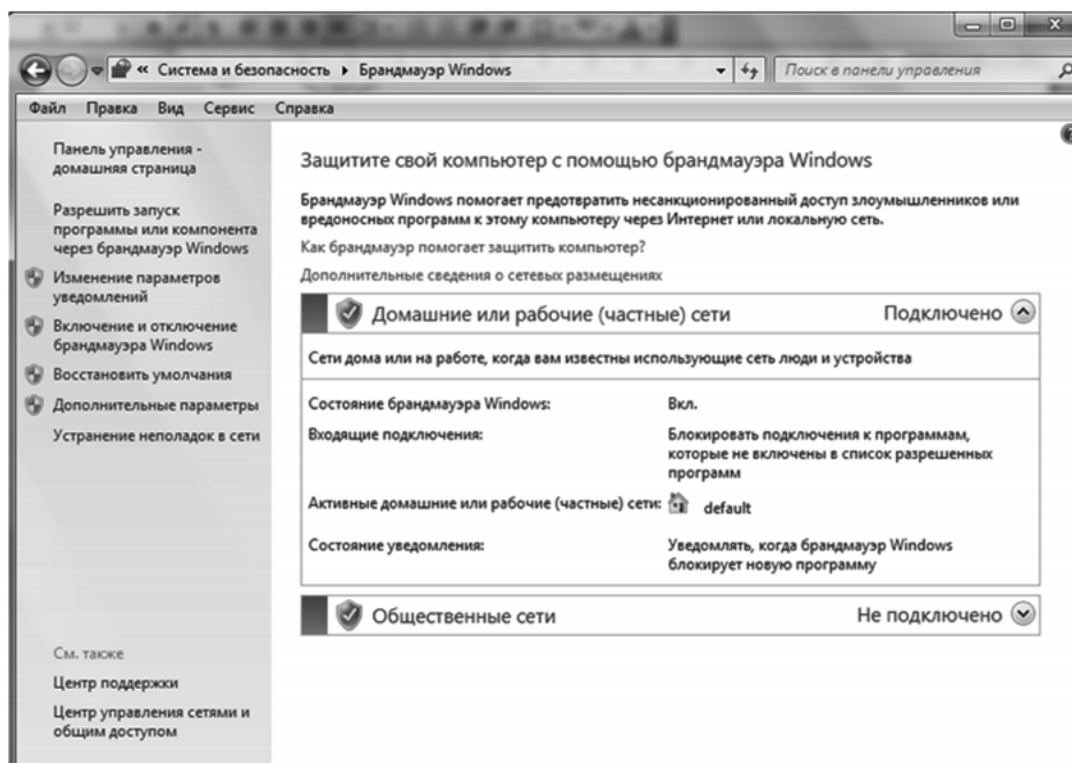 « Система и безопасность ▸ Брандмауэр Windows
Поиск в панели управления
Файл Правка Вид Сервис Справка
Панель управления -
домашняя страница
Разрешить запуск
программы или компонента
через брандмауэр Windows
Изменение параметров
уведомлений
Включение и отключение
брандмауэра Windows
Восстановить умолчания
Дополнительные параметры
Устранение неполадок в сети
См. также
Центр поддержки
Центр управления сетями и
общим доступом
Защитите свой компьютер с помощью брандмауэра Windows
Брандмауэр Windows помогает предотвратить несанкционированный доступ злоумышленников или
вредоносных программ к этому компьютеру через Интернет или локальную сеть.
Как брандмауэр помогает защитить компьютер?
Дополнительные сведения о сетевых размещениях
Домашние или рабочие (частные) сети Подключено
Сети дома или на работе, когда вам известны использующие сеть люди и устройства
Состояние брандмауэра Windows: Вкл.
Входящие подключения: Блокировать подключения к программам,
которые не включены в список разрешенных
программ
Активные домашние или рабочие (частные) сети: default
Состояние уведомления: Уведомлять, когда брандмауэр Windows
блокирует новую программу
Общественные сети Не подключено